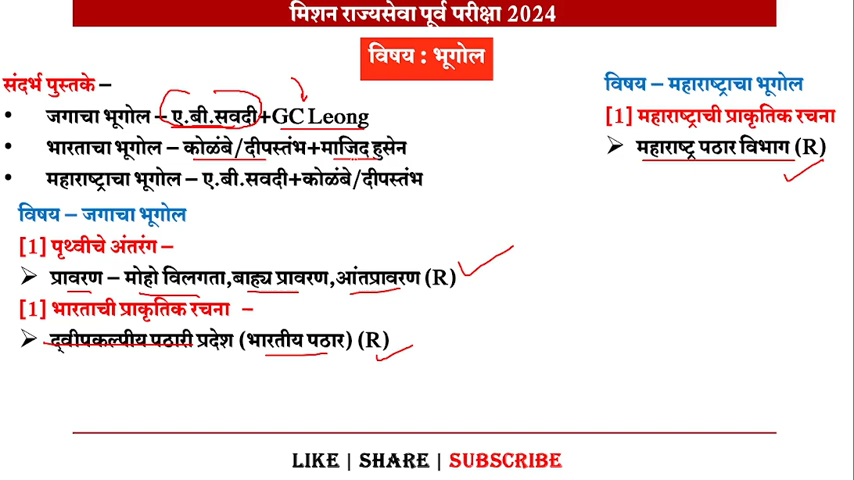 मिशन राज्यसेवा पूर्व परीक्षा 2024
विषय : भूगोल
संदर्भ पुस्तके –
• जगाचा भूगोल – ए.बी.सवदी+GC Leong
• भारताचा भूगोल – कोळंबे/दीपस्तंभ+माजिद हुसेन
• महाराष्ट्राचा भूगोल – ए.बी.सवदी+कोळंबे/दीपस्तंभ
विषय – जगाचा भूगोल
[1] पृथ्वीचे अंतरंग –
➢ प्रावरण – मोहो विलगता,बाह्य प्रावरण,आंतप्रावरण (R)
[1] भारताची प्राकृतिक रचना –
➢ द्वीपकल्पीय पठारी प्रदेश (भारतीय पठार) (R)
विषय – महाराष्ट्राचा भूगोल
[1] महाराष्ट्राची प्राकृतिक रचना
➢ महाराष्ट्र पठार विभाग (R)
LIKE | SHARE | SUBSCRIBE